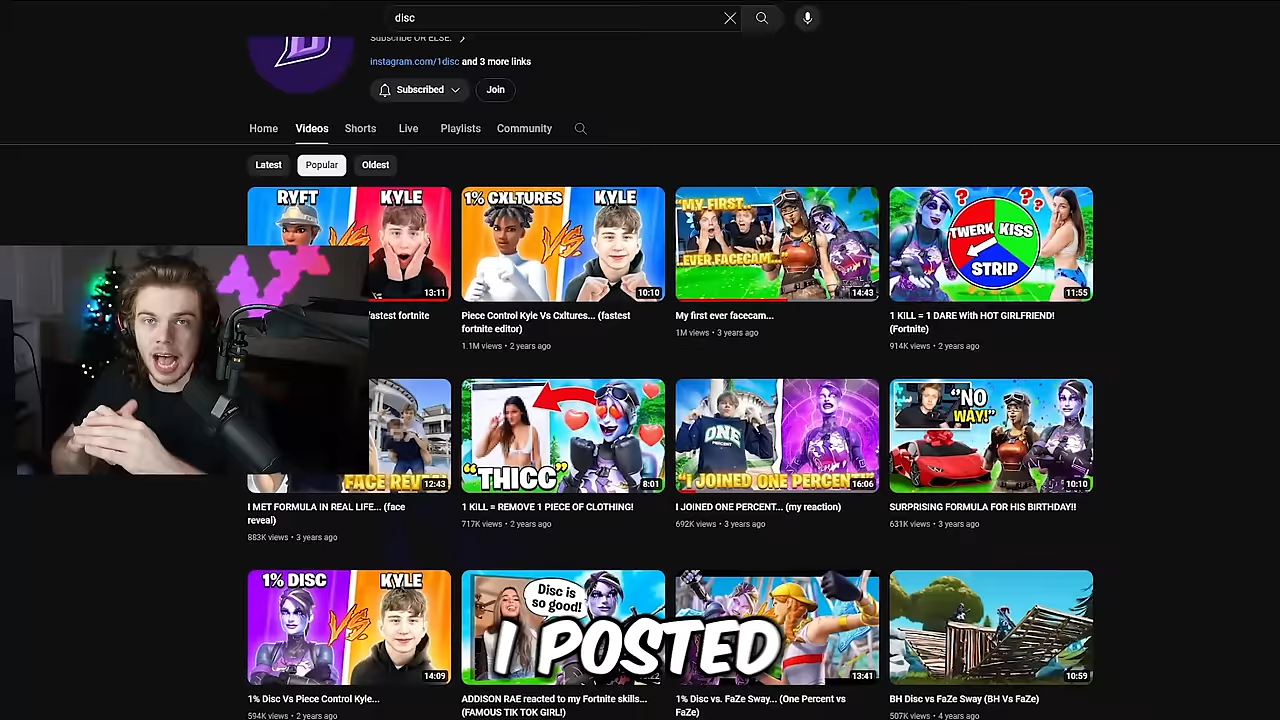 disc
Subscribe OR ELSE.
instagram.com/1disc and 3 more links
Subscribed
Join
Home
Videos
Shorts
Live
Playlists
Community
Latest
Popular
Oldest
RYFT
KYLE
13:11
1% CXLTURES
VS
KYLE
10:10
"MY FIRST..
..EVER FACECAM..."
14:43
? ? ?
TWERK
KISS
STRIP
11:55
fastest fortnite
Piece Control Kyle Vs Cxltures... (fastest
fortnite editor)
1.1M views • 2 years ago
My first ever facecam...
1M views • 3 years ago
1 KILL = 1 DARE With HOT GIRLFRIEND!
(Fortnite)
914K views • 2 years ago
FACE REVEAL
12:43
"THICC"
8:01
ONE
PERCENT
"I JOINED ONE PERCENT"
16:06
"NO
WAY!"
10:10
I MET FORMULA IN REAL LIFE... (face
reveal)
883K views • 3 years ago
1 KILL = REMOVE 1 PIECE OF CLOTHING!
717K views • 2 years ago
I JOINED ONE PERCENT... (my reaction)
692K views • 3 years ago
SURPRISING FORMULA FOR HIS BIRTHDAY!!
631K views • 3 years ago
1% DISC
VS
KYLE
14:09
Disc is
so good!
13:41
10:59
I POSTED
1% Disc Vs Piece Control Kyle...
594K views • 2 years ago
ADDISON RAE reacted to my Fortnite skills...
(FAMOUS TIK TOK GIRL!)
1% Disc vs. FaZe Sway... (One Percent vs
FaZe)
BH Disc vs FaZe Sway (BH Vs FaZe)
507K views • 4 years ago